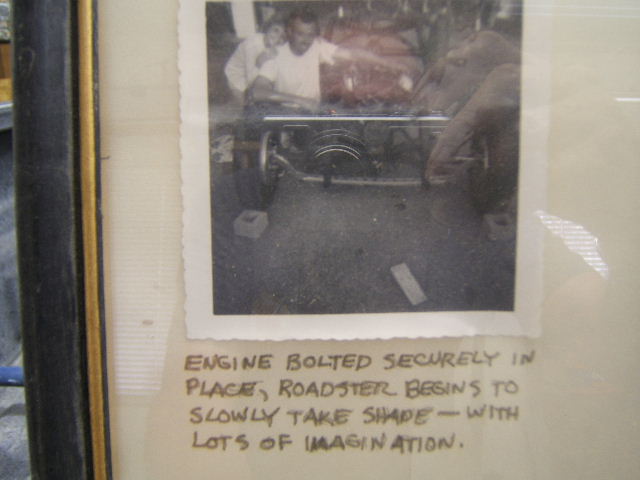 ENGINE BOLTED SECURELY IN
PLACE, ROADSTER BEGINS TO
SLOWLY TAKE SHAPE — WITH
LOTS OF IMAGINATION.